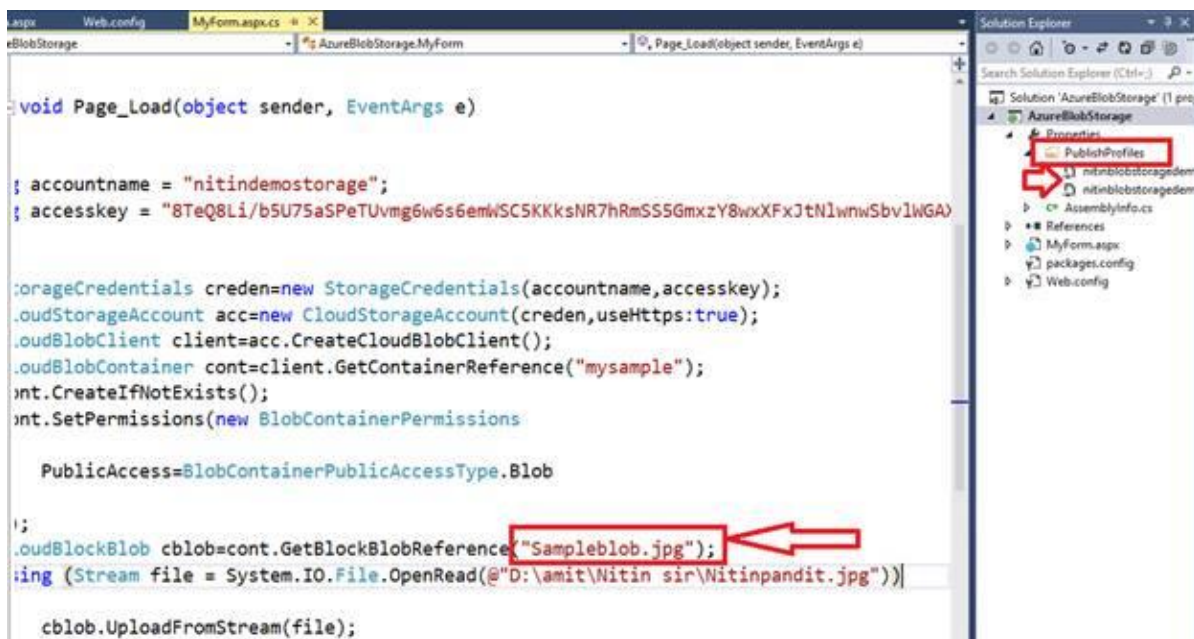 .aspx Web.config MyForm.aspx.cs
eBlobStorage AzureBlobStorage.MyForm Page_Load(object sender, EventArgs e)
void Page_Load(object sender, EventArgs e)
g accountname = "nitindemostorage";
g accesskey = "8TeQ8Li/b5U75aSPeTUvmg6w6s6emWSC5KKksNR7hRmSS5GmxzY8wxXFxJtNlwnwSbvlWGAX
torageCredentials creden=new StorageCredentials(accountname,accesskey);
loudStorageAccount acc=new CloudStorageAccount(creden,useHttps:true);
loudBlobClient client=acc.CreateCloudBlobClient();
loudBlobContainer cont=client.GetContainerReference("mysample");
ont.CreateIfNotExists();
ont.SetPermissions(new BlobContainerPermissions
PublicAccess=BlobContainerPublicAccessType.Blob
);
loudBlockBlob cblob=cont.GetBlockBlobReference("Sampleblob.jpg");
sing (Stream file = System.IO.File.OpenRead(@"D:\amit\Nitin sir\Nitinpandit.jpg"))
cblob.UploadFromStream(file);
Solution Explorer
Search Solution Explorer (Ctrl+;)
Solution 'AzureBlobStorage' (1 pro
AzureBlobStorage
Properties
PublishProfiles
nitinblobstoragedem
nitinblobstoragedem
C# AssemblyInfo.cs
References
MyForm.aspx
packages.config
Web.config